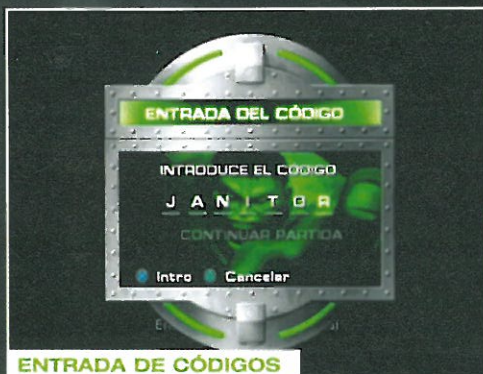 ENTRADA DEL CÓDIGO
INTRODUCE EL CÓDIGO
J A N I T O R
CONTINUAR PARTIDA
Intro Cancelar
ENTRADA DE CÓDIGOS